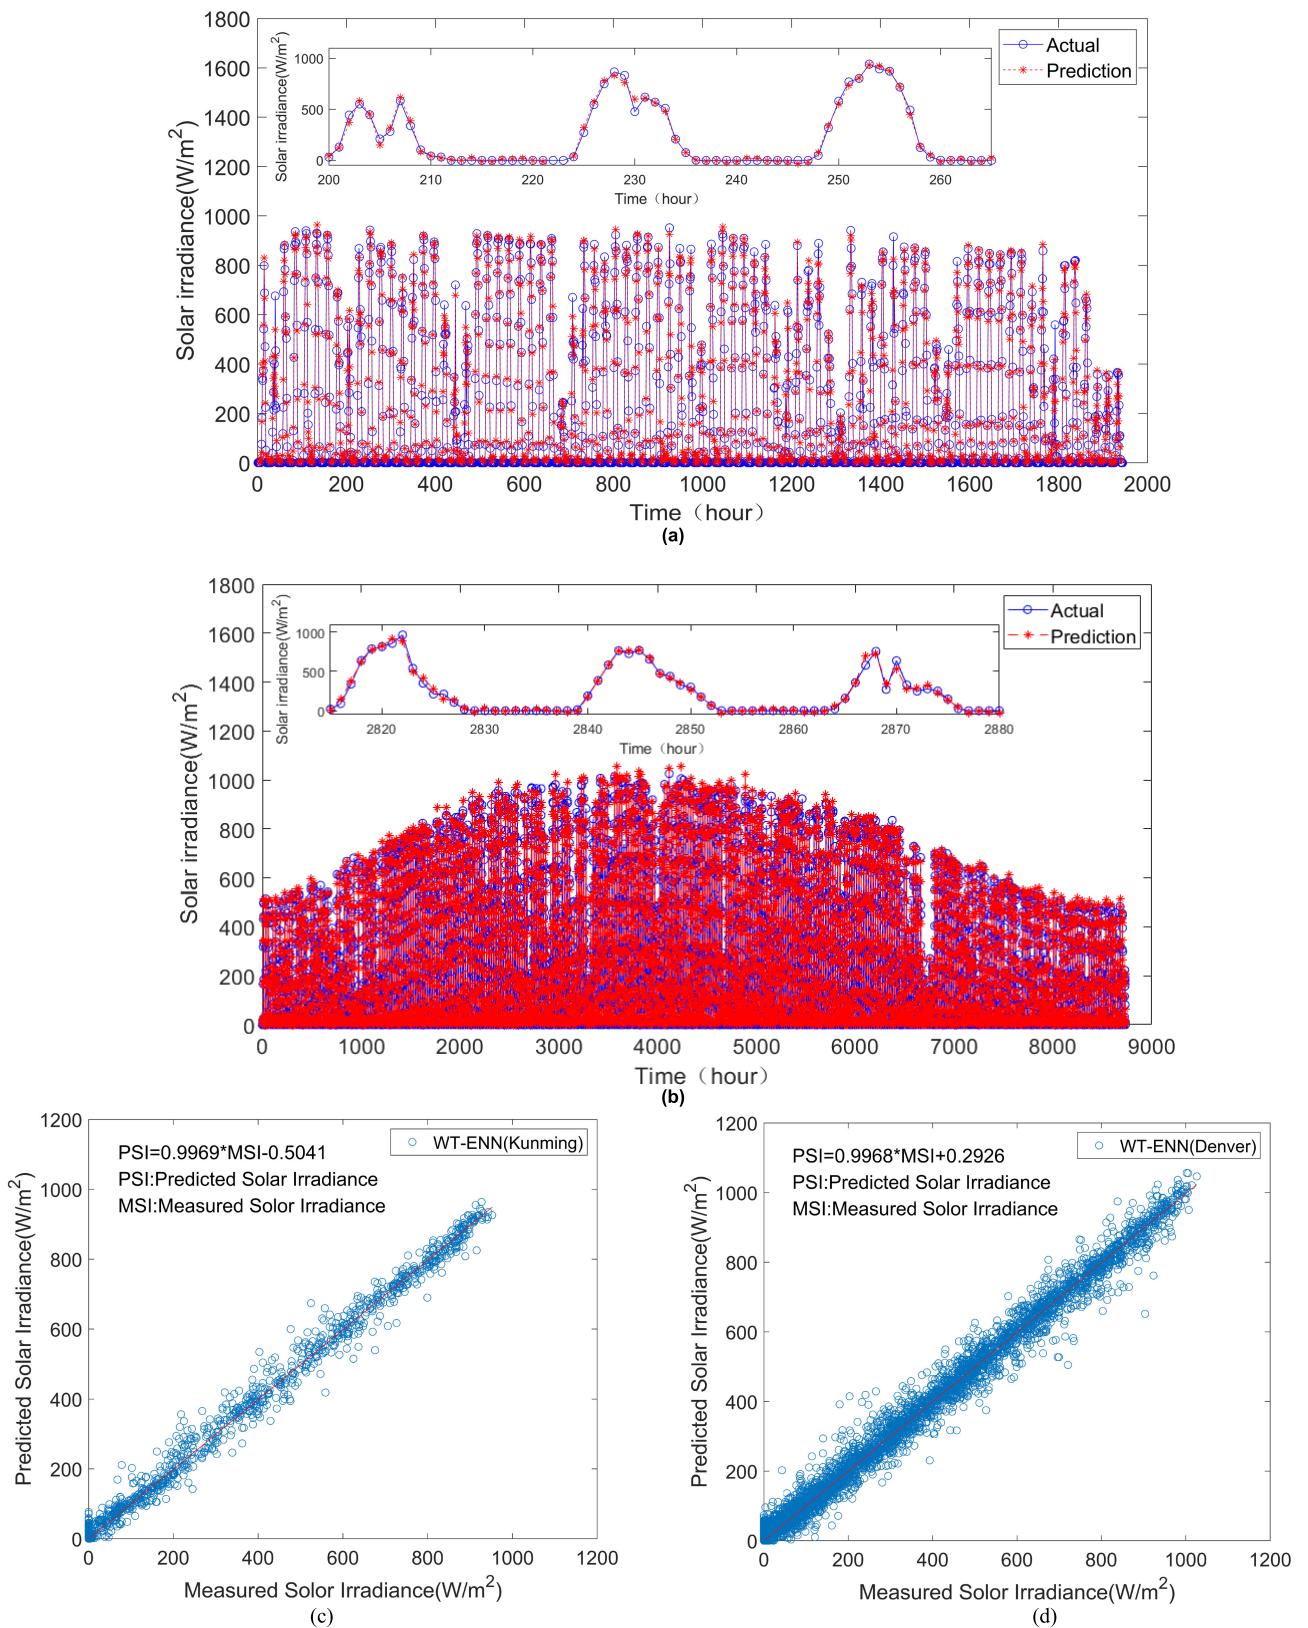 1800
1600
1400
1200
1000
800
600
400
200
0
Solar irradiance(W/m2)
0 200 400 600 800 1000 1200 1400 1600 1800 2000
Time（hour）
Actual
Prediction
1000
500
0
Solar irradiance(W/m2)
200 210 220 230 240 250 260
Time（hour）
(a)
1800
1600
1400
1200
1000
800
600
400
200
0
Solar irradiance(W/m2)
0 1000 2000 3000 4000 5000 6000 7000 8000 9000
Time（hour）
Actual
Prediction
1000
500
0
Solar irradiance(W/m2)
2820 2830 2840 2850 2860 2870 2880
Time（hour）
(b)
1200
1000
800
600
400
200
0
Predicted Solar Irradiance(W/m2)
PSI=0.9969*MSI-0.5041
PSI:Predicted Solar Irradiance
MSI:Measured Solor Irradiance
WT-ENN(Kunming)
0 200 400 600 800 1000 1200
Measured Solor Irradiance(W/m2)
(c)
1200
1000
800
600
400
200
0
Predicted Solar Irradiance(W/m2)
PSI=0.9968*MSI+0.2926
PSI:Predicted Solar Irradiance
MSI:Measured Solor Irradiance
WT-ENN(Denver)
0 200 400 600 800 1000 1200
Measured Solor Irradiance(W/m2)
(d)